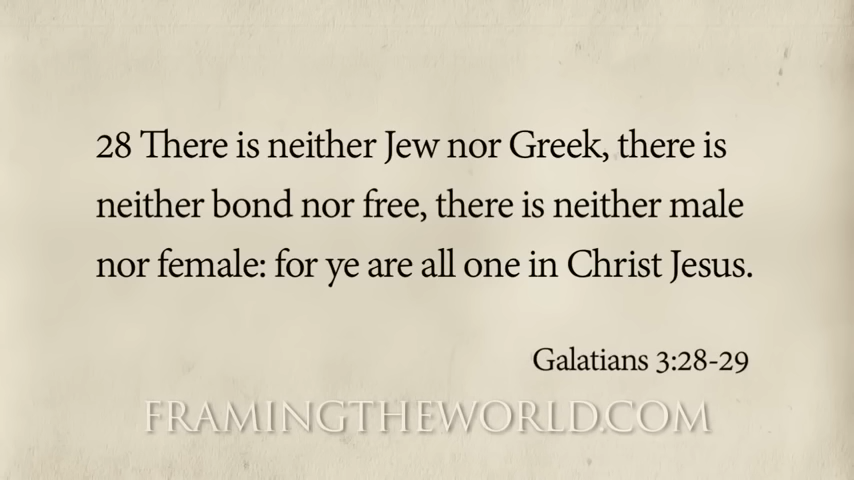 28 There is neither Jew nor Greek, there is
neither bond nor free, there is neither male
nor female: for ye are all one in Christ Jesus.
Galatians 3:28-29
FRAMINGTHEWORLD.COM